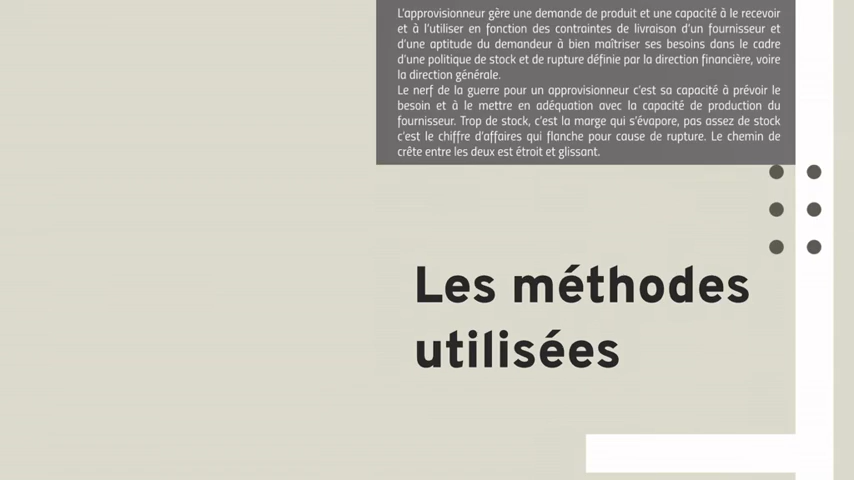 L'approvisionneur gère une demande de produit et une capacité à le recevoir
et à l'utiliser en fonction des contraintes de livraison d'un fournisseur et
d'une aptitude du demandeur à bien maîtriser ses besoins dans le cadre
d'une politique de stock et de rupture définie par la direction financière, voire
la direction générale.
Le nerf de la guerre pour un approvisionneur c'est sa capacité à prévoir le
besoin et à le mettre en adéquation avec la capacité de production du
fournisseur. Trop de stock, c'est la marge qui s'évapore, pas assez de stock
c'est le chiffre d'affaires qui flanche pour cause de rupture. Le chemin de
crête entre les deux est étroit et glissant.
Les méthodes
utilisées